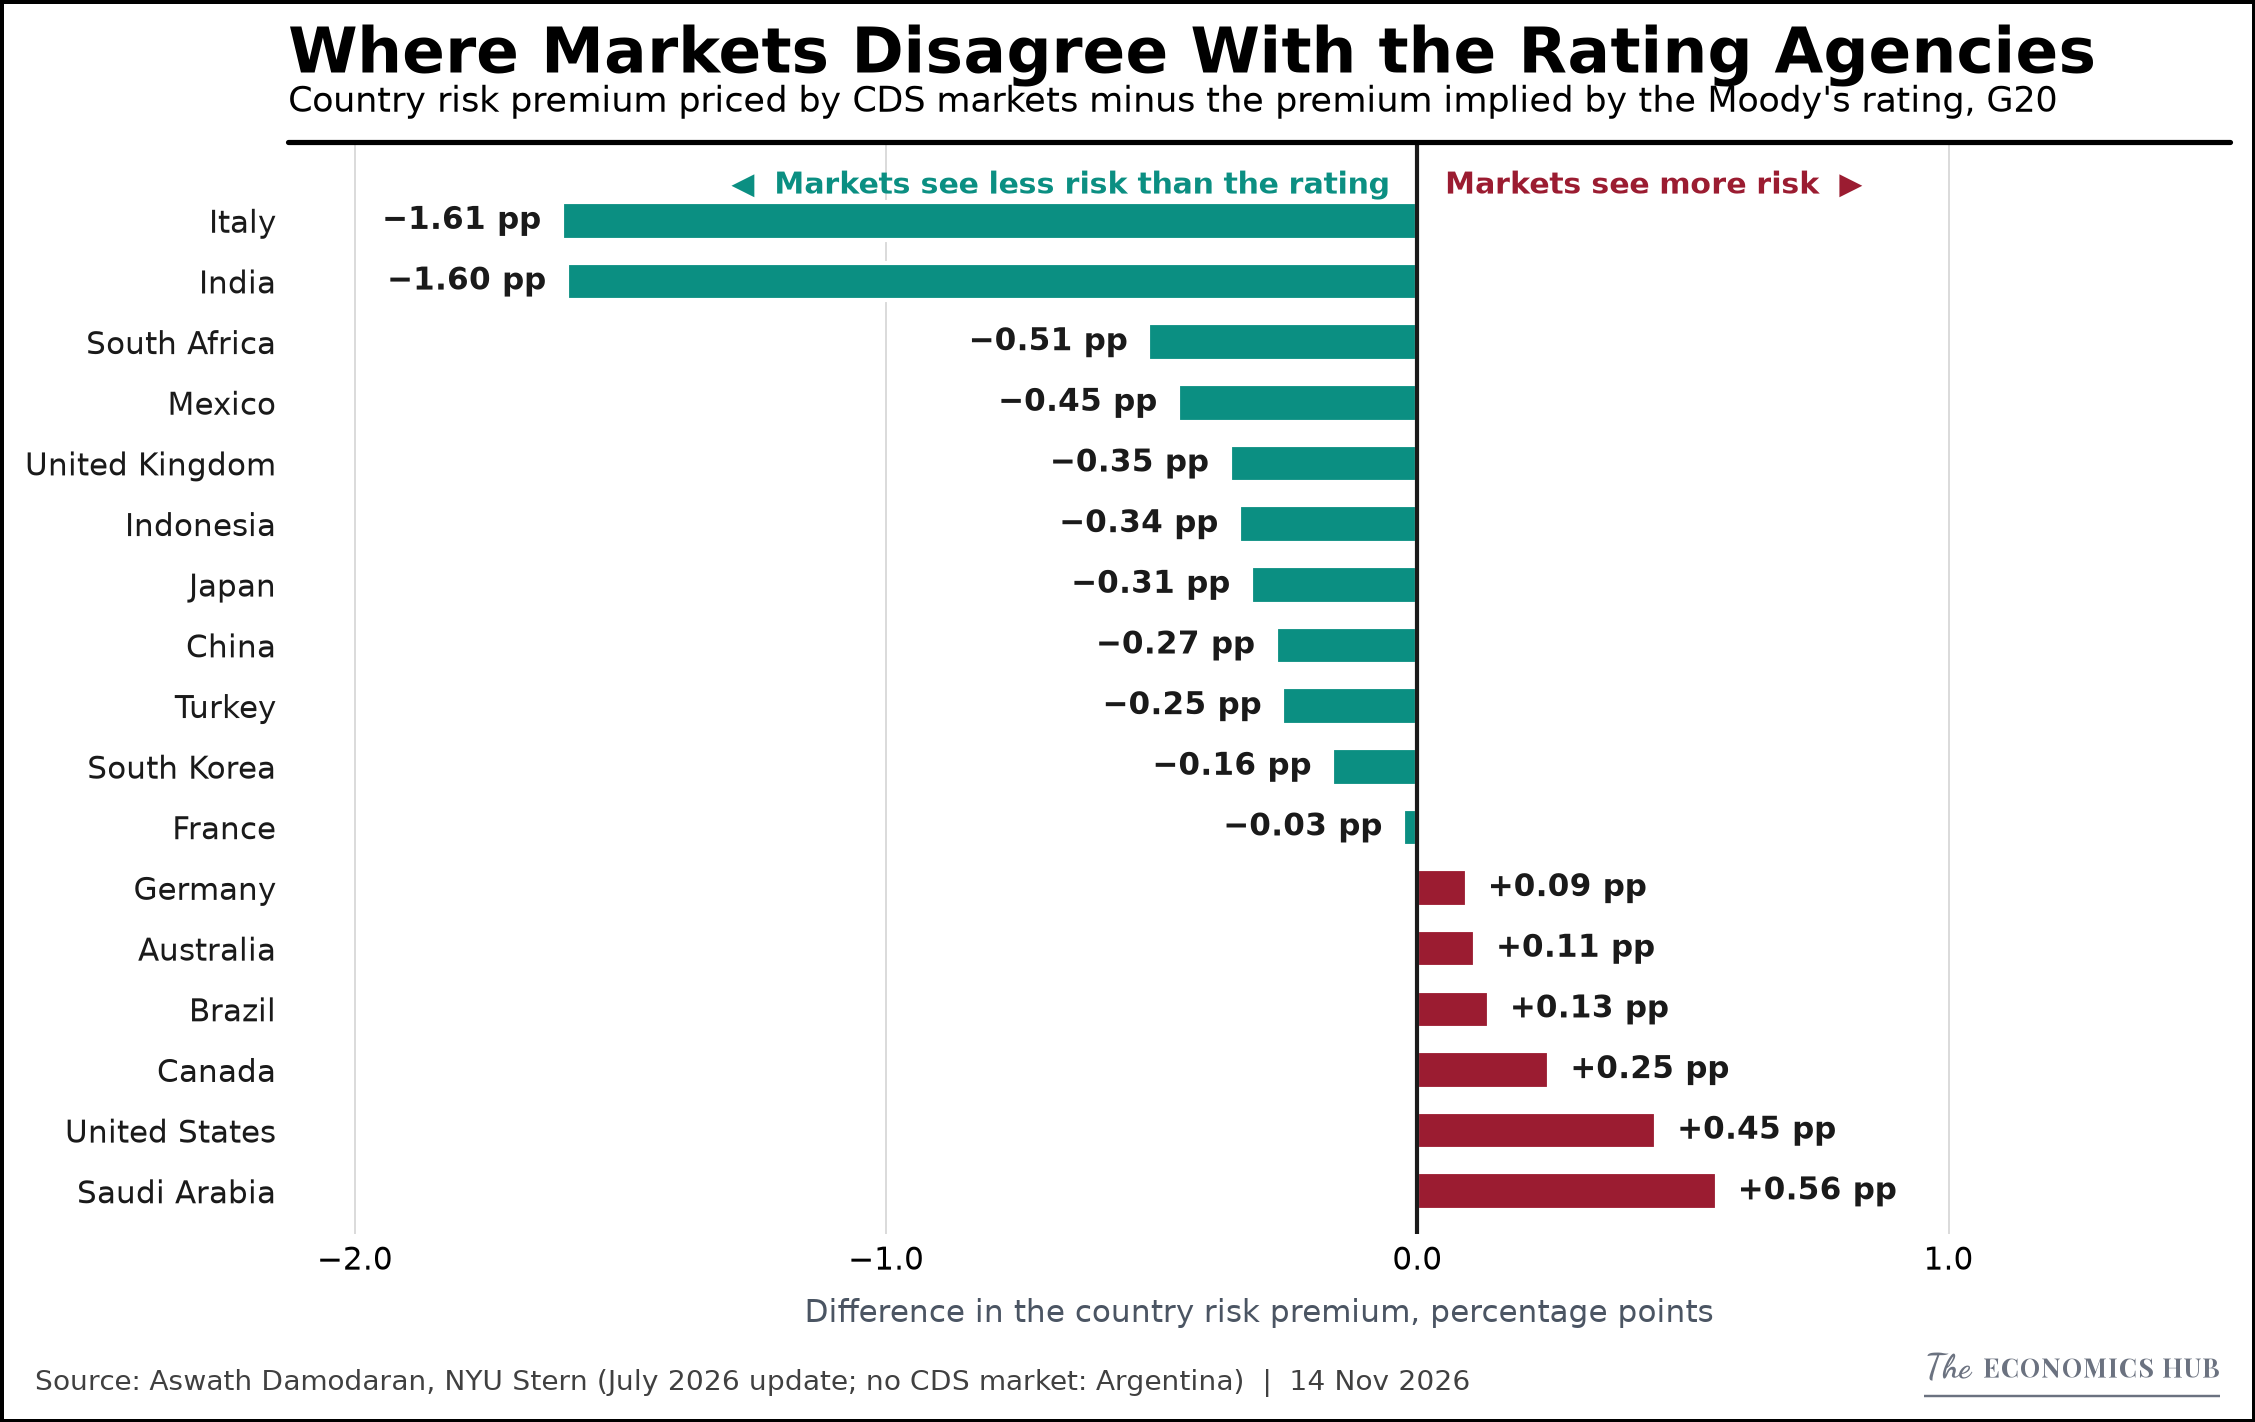 Where Markets Disagree With the Rating Agencies
Country risk premium priced by CDS markets minus the premium implied by the Moody's rating, G20
◀ Markets see less risk than the rating
Markets see more risk ▶
Italy −1.61 pp
India −1.60 pp
South Africa −0.51 pp
Mexico −0.45 pp
United Kingdom −0.35 pp
Indonesia −0.34 pp
Japan −0.31 pp
China −0.27 pp
Turkey −0.25 pp
South Korea −0.16 pp
France −0.03 pp
Germany +0.09 pp
Australia +0.11 pp
Brazil +0.13 pp
Canada +0.25 pp
United States +0.45 pp
Saudi Arabia +0.56 pp
−2.0 −1.0 0.0 1.0
Difference in the country risk premium, percentage points
Source: Aswath Damodaran, NYU Stern (July 2026 update; no CDS market: Argentina) | 14 Nov 2026
The ECONOMICS HUB